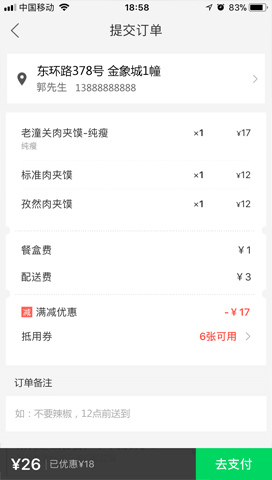 中国移动 18:58 83%
提交订单
东环路378号 金象城1幢
郭先生 13888888888
老潼关肉夹馍-纯瘦 ×1 ¥17
纯瘦
标准肉夹馍 ×1 ¥12
孜然肉夹馍 ×1 ¥12
餐盒费 ¥1
配送费 ¥3
减 满减优惠 -¥17
抵用券 6张可用
订单备注
如：不要辣椒，12点前送到
¥26 已优惠¥18 去支付